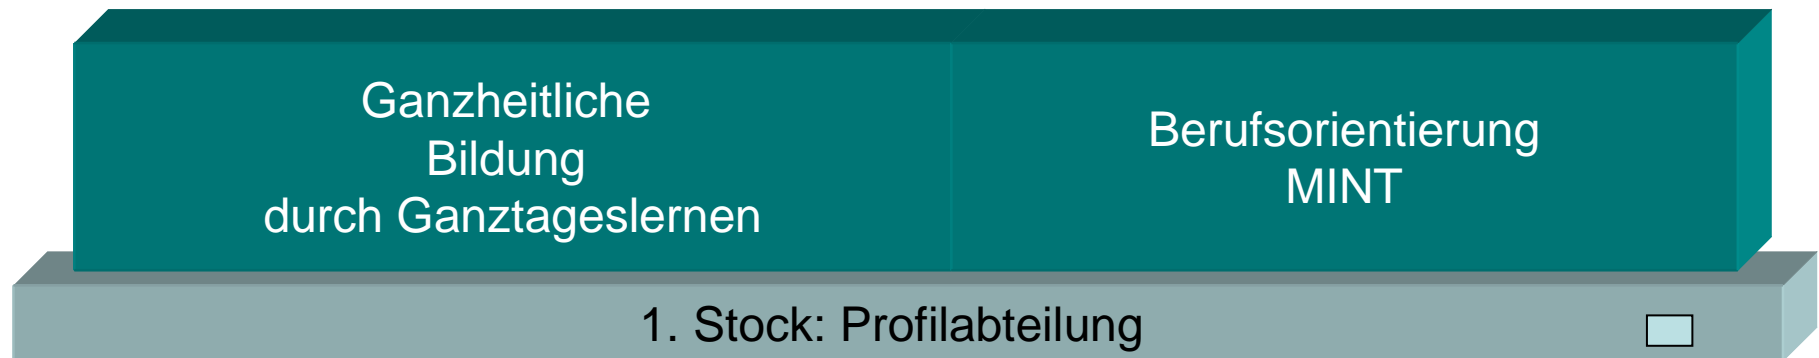 Ganzheitliche
Bildung
durch Ganztageslernen
Berufsorientierung
MINT
1. Stock: Profilabteilung